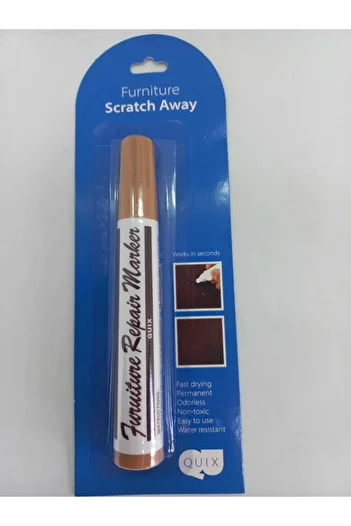 Furniture
Scratch Away
Furniture Repair Marker
QUIX
Works in seconds
Fast drying
Permanent
Odorless
Non-toxic
Easy to use
Water resistant
QUIX